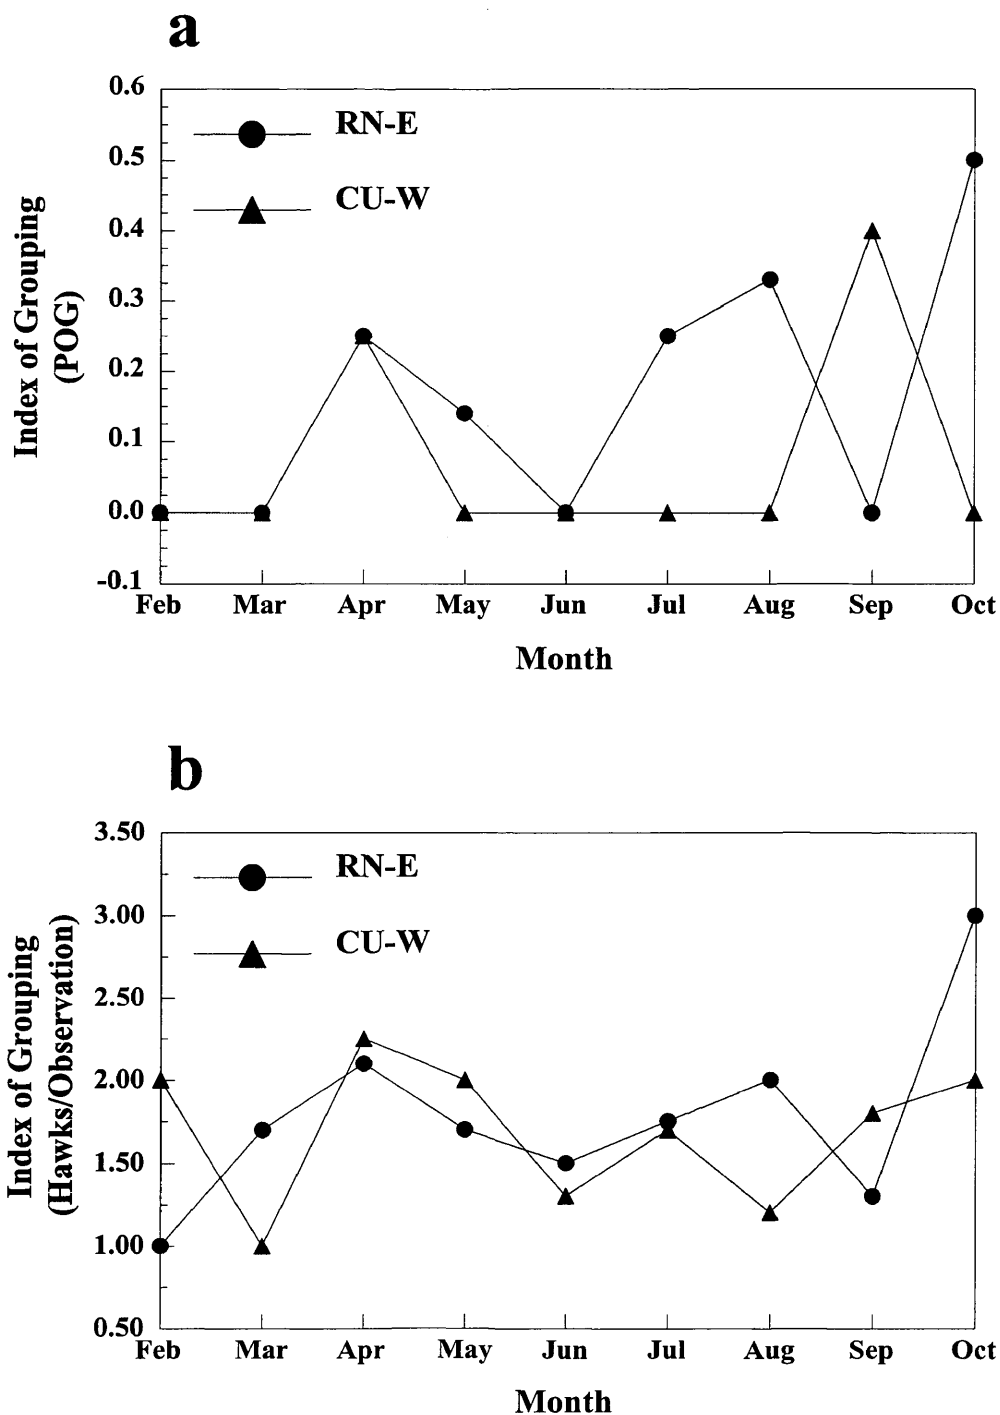 a
0.6
0.5
0.4
0.3
0.2
0.1
0.0
-0.1
Index of Grouping
(POG)
RN-E
CU-W
Feb Mar Apr May Jun Jul Aug Sep Oct
Month
b
3.50
3.00
2.50
2.00
1.50
1.00
0.50
Index of Grouping
(Hawks/Observation)
RN-E
CU-W
Feb Mar Apr May Jun Jul Aug Sep Oct
Month